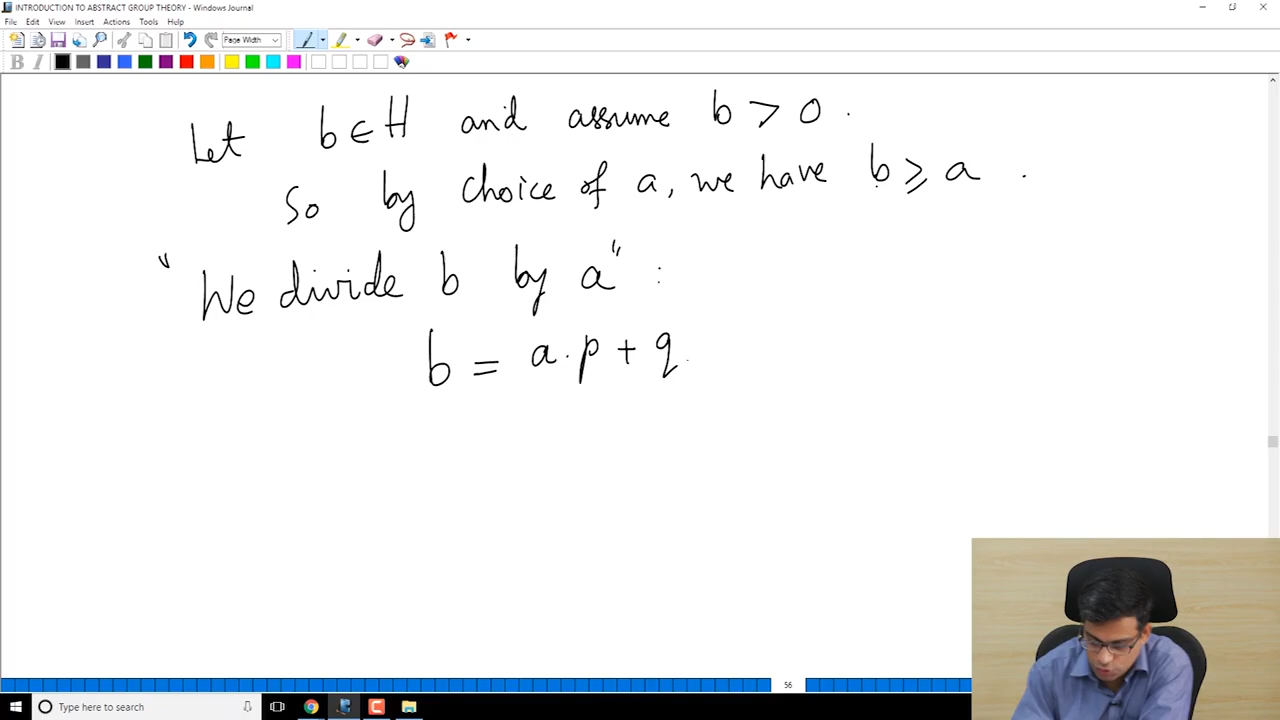 INTRODUCTION TO ABSTRACT GROUP THEORY - Windows Journal
File Edit View Insert Actions Tools Help
Page Width
B I
Let b ∈ H and assume b > 0.
So by choice of a, we have b ⩾ a.
"We divide b by a" :
b = a·p + q.
56
Type here to search